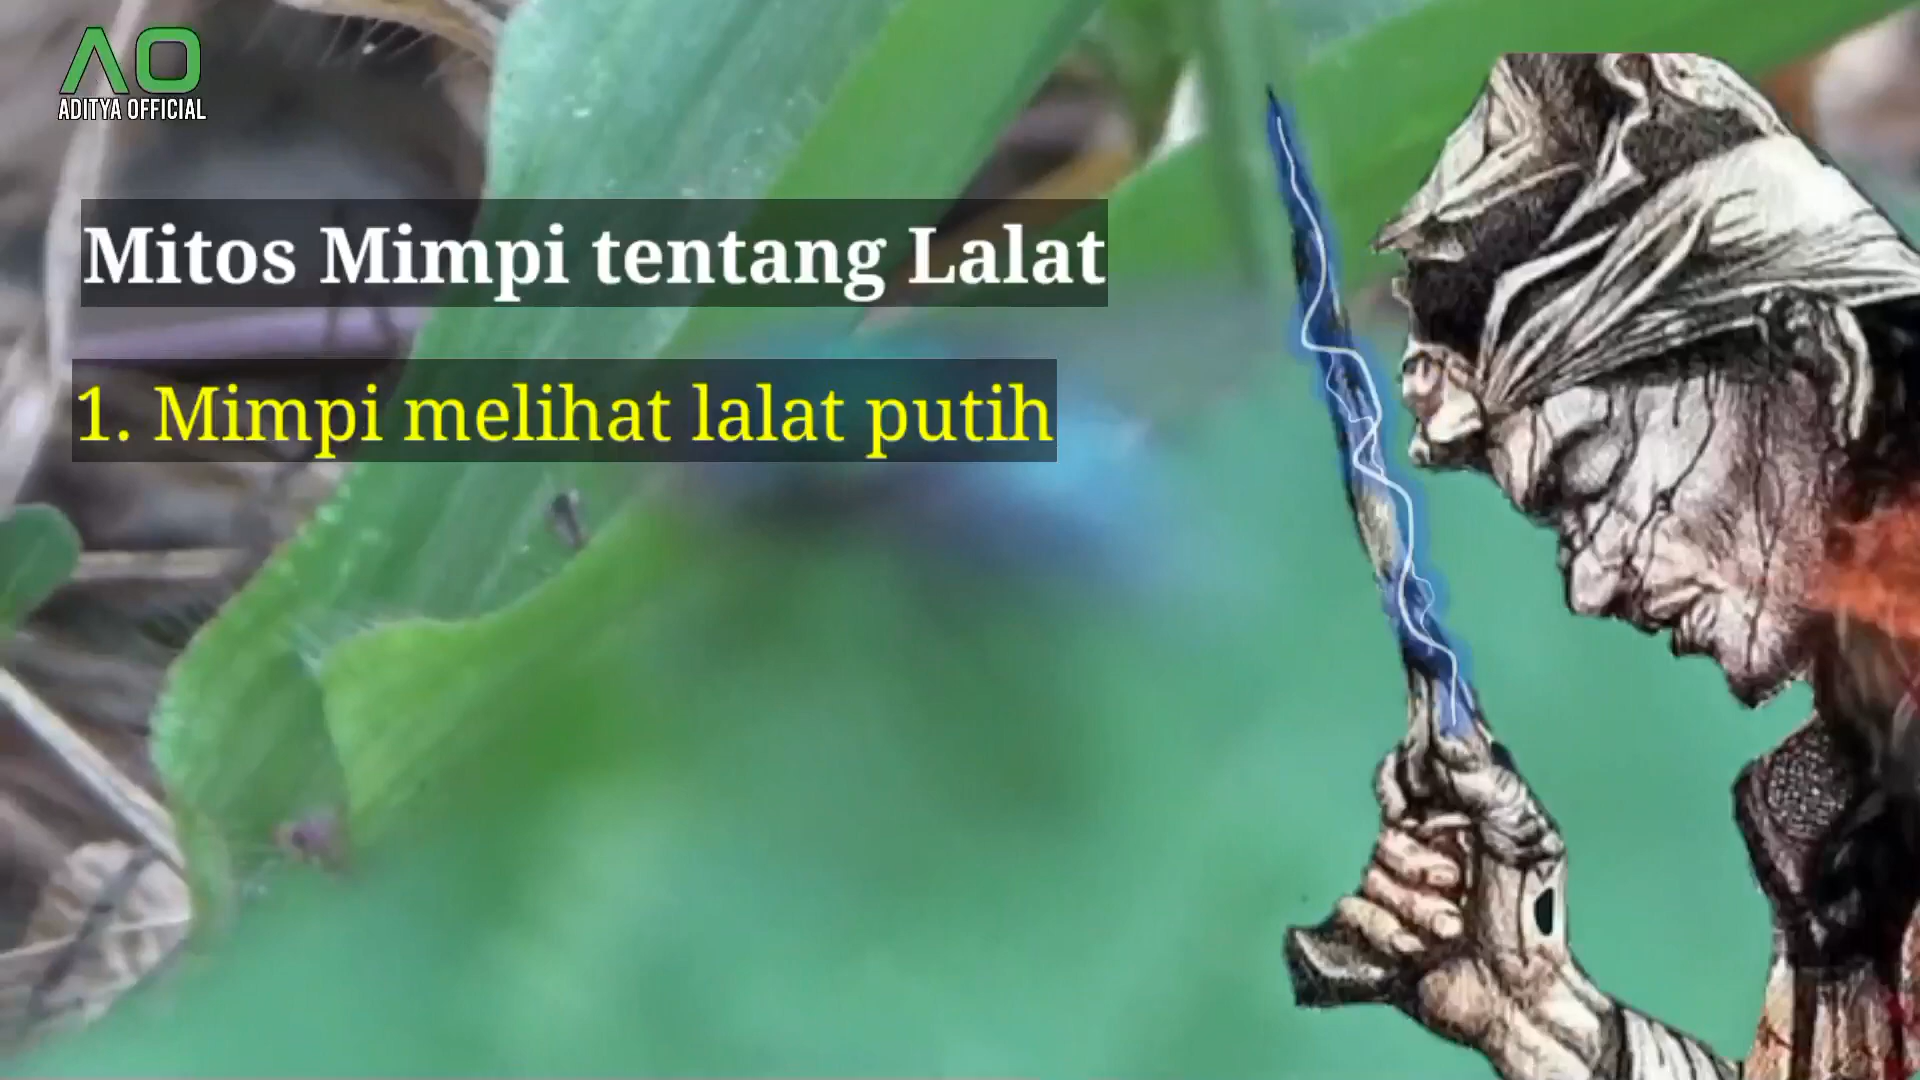 AO
ADITYA OFFICIAL
Mitos Mimpi tentang Lalat
1. Mimpi melihat lalat putih